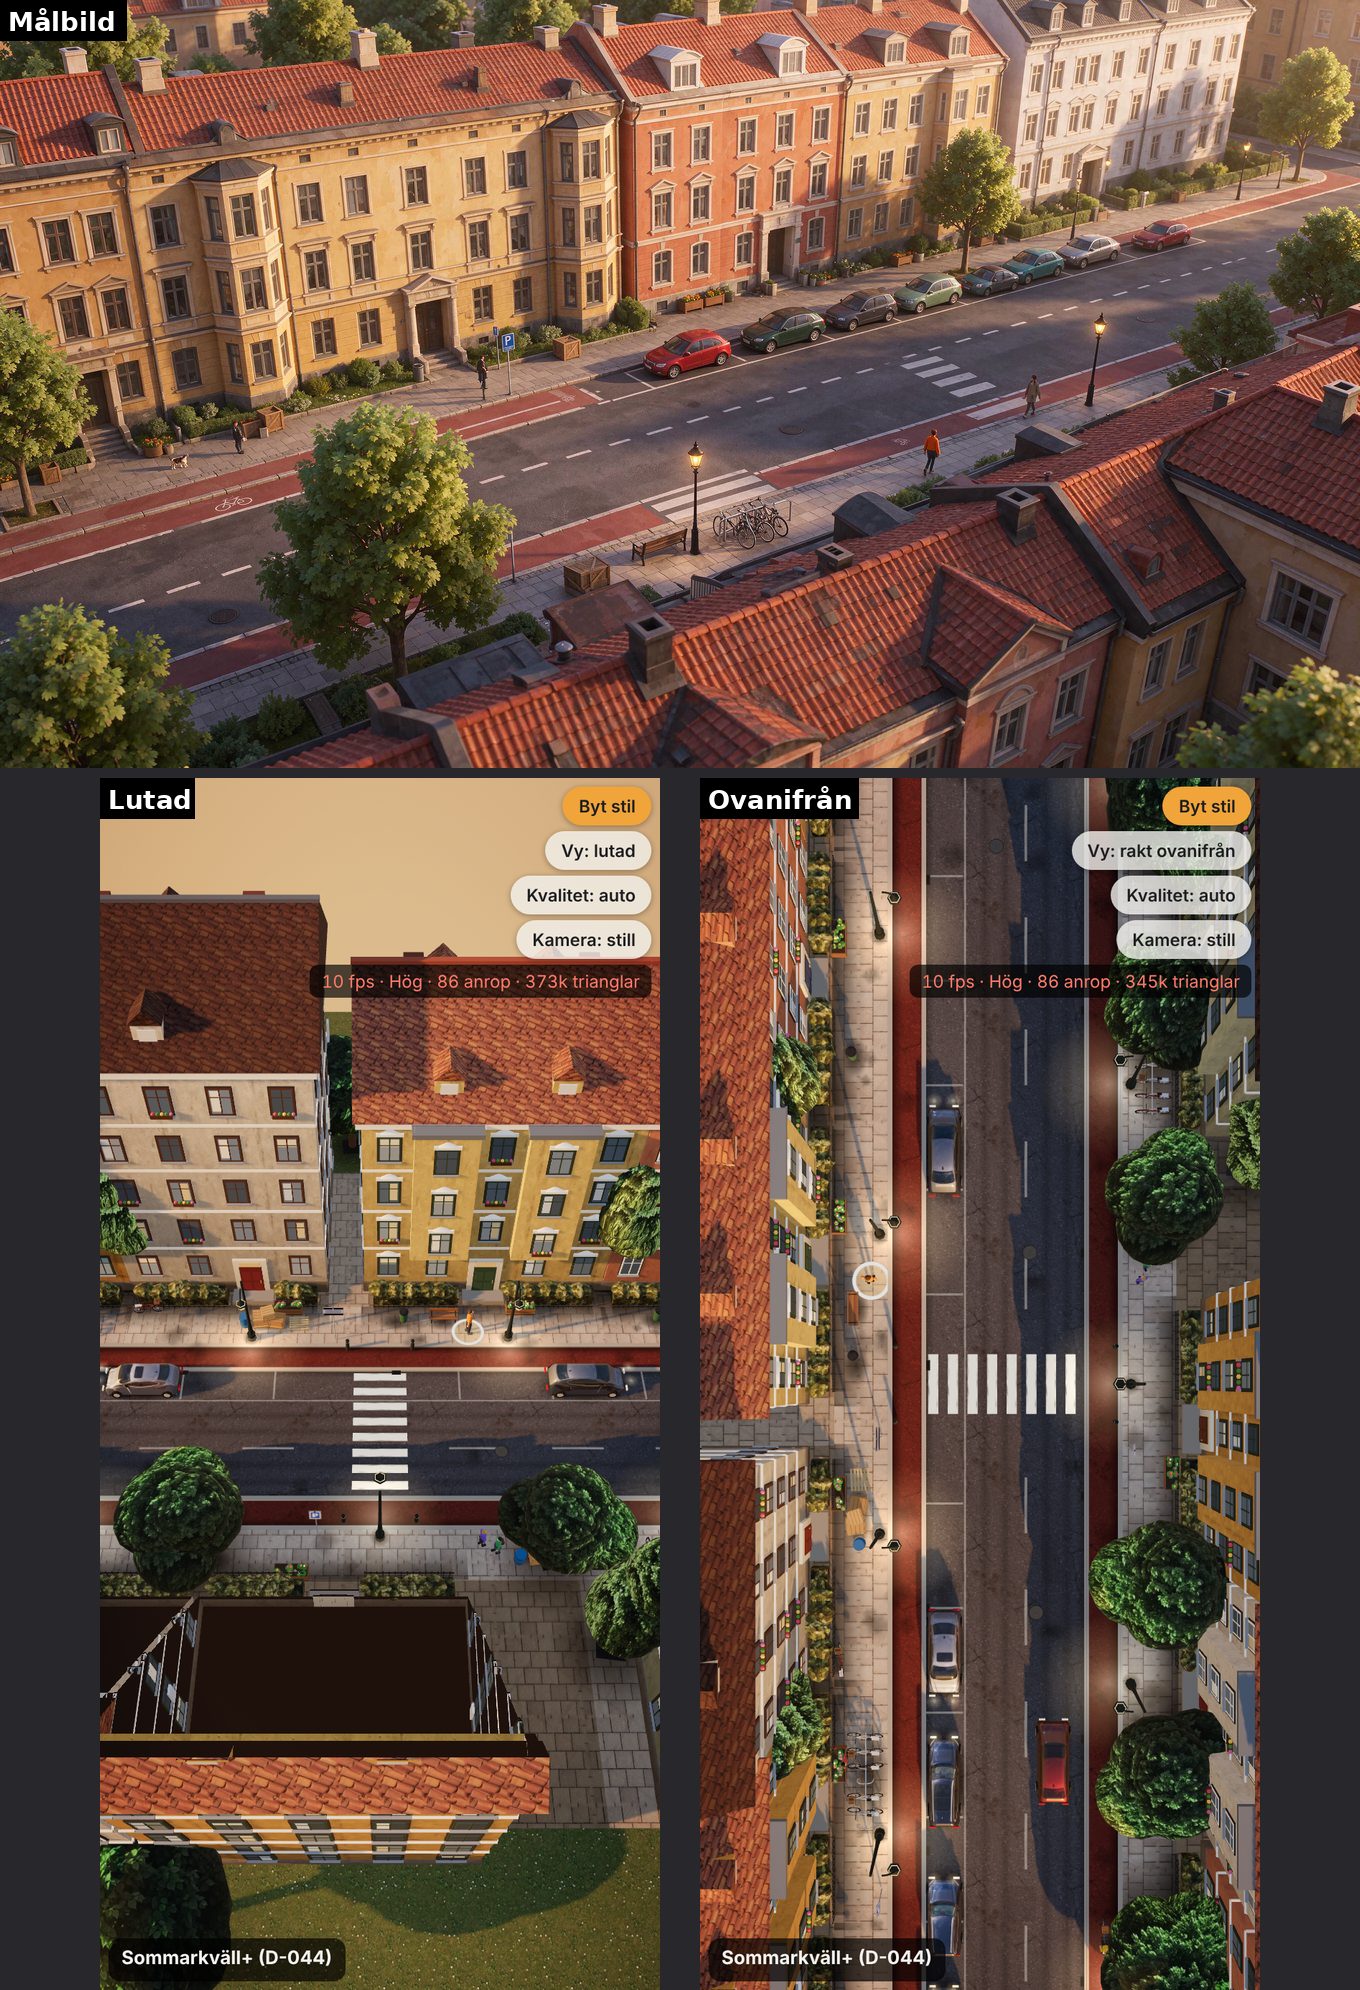 Målbild
P
Lutad
Byt stil
Vy: lutad
Kvalitet: auto
Kamera: still
10 fps · Hög · 86 anrop · 373k trianglar
Sommarkväll+ (D-044)
Ovanifrån
Byt stil
Vy: rakt ovanifrån
Kvalitet: auto
Kamera: still
10 fps · Hög · 86 anrop · 345k trianglar
Sommarkväll+ (D-044)